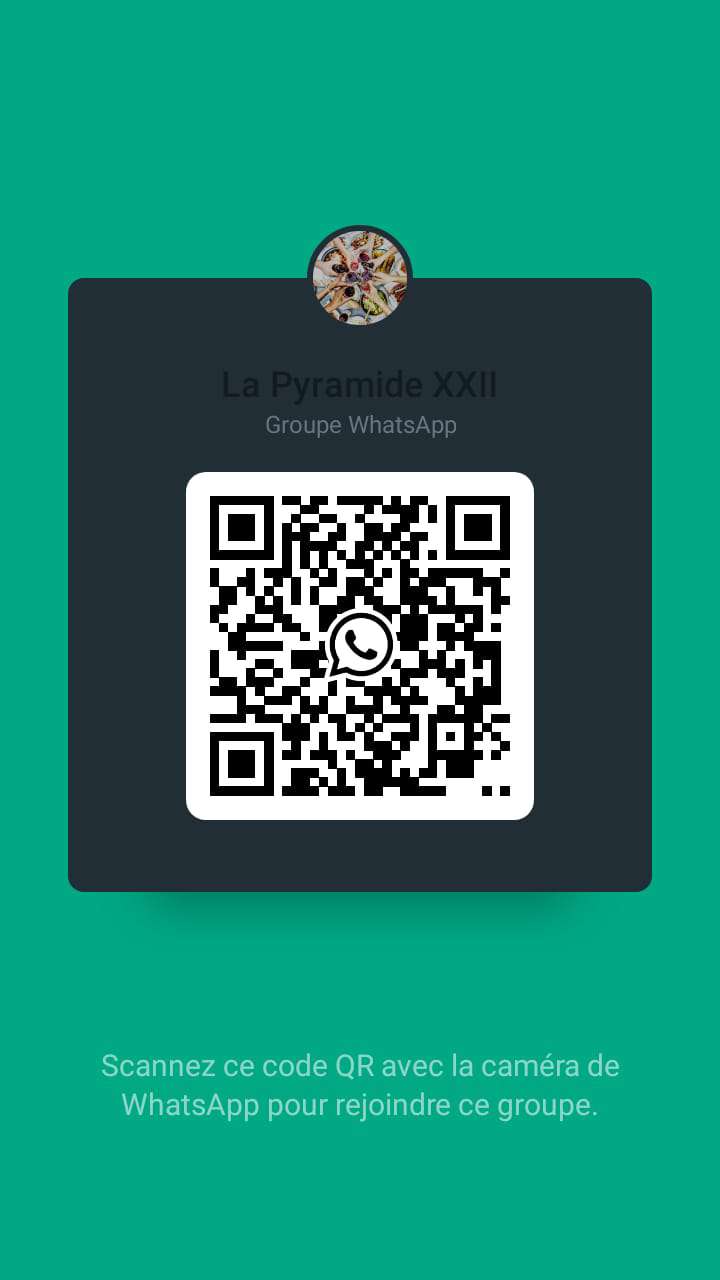 La Pyramide XXII
Groupe WhatsApp
Scannez ce code QR avec la caméra de
WhatsApp pour rejoindre ce groupe.